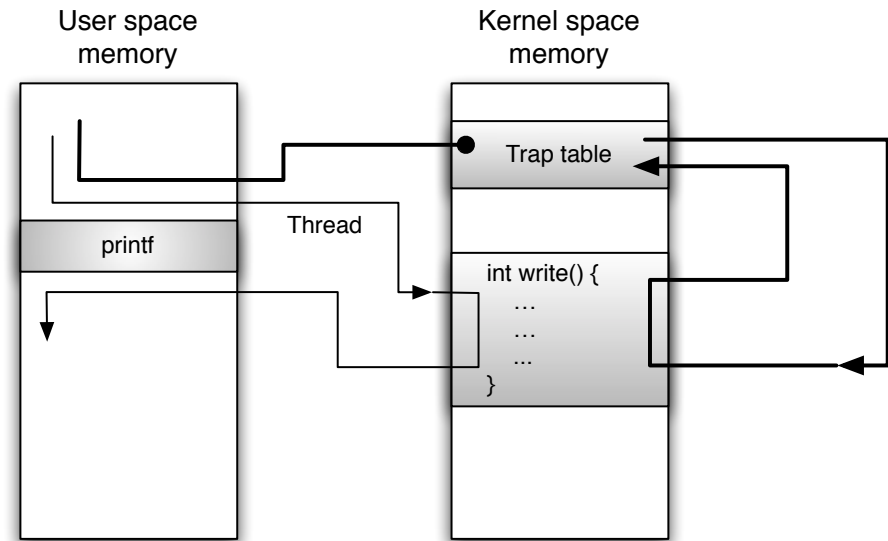 User space
memory
Kernel space
memory
Trap table
printf
Thread
int write() {
…
…
...
}